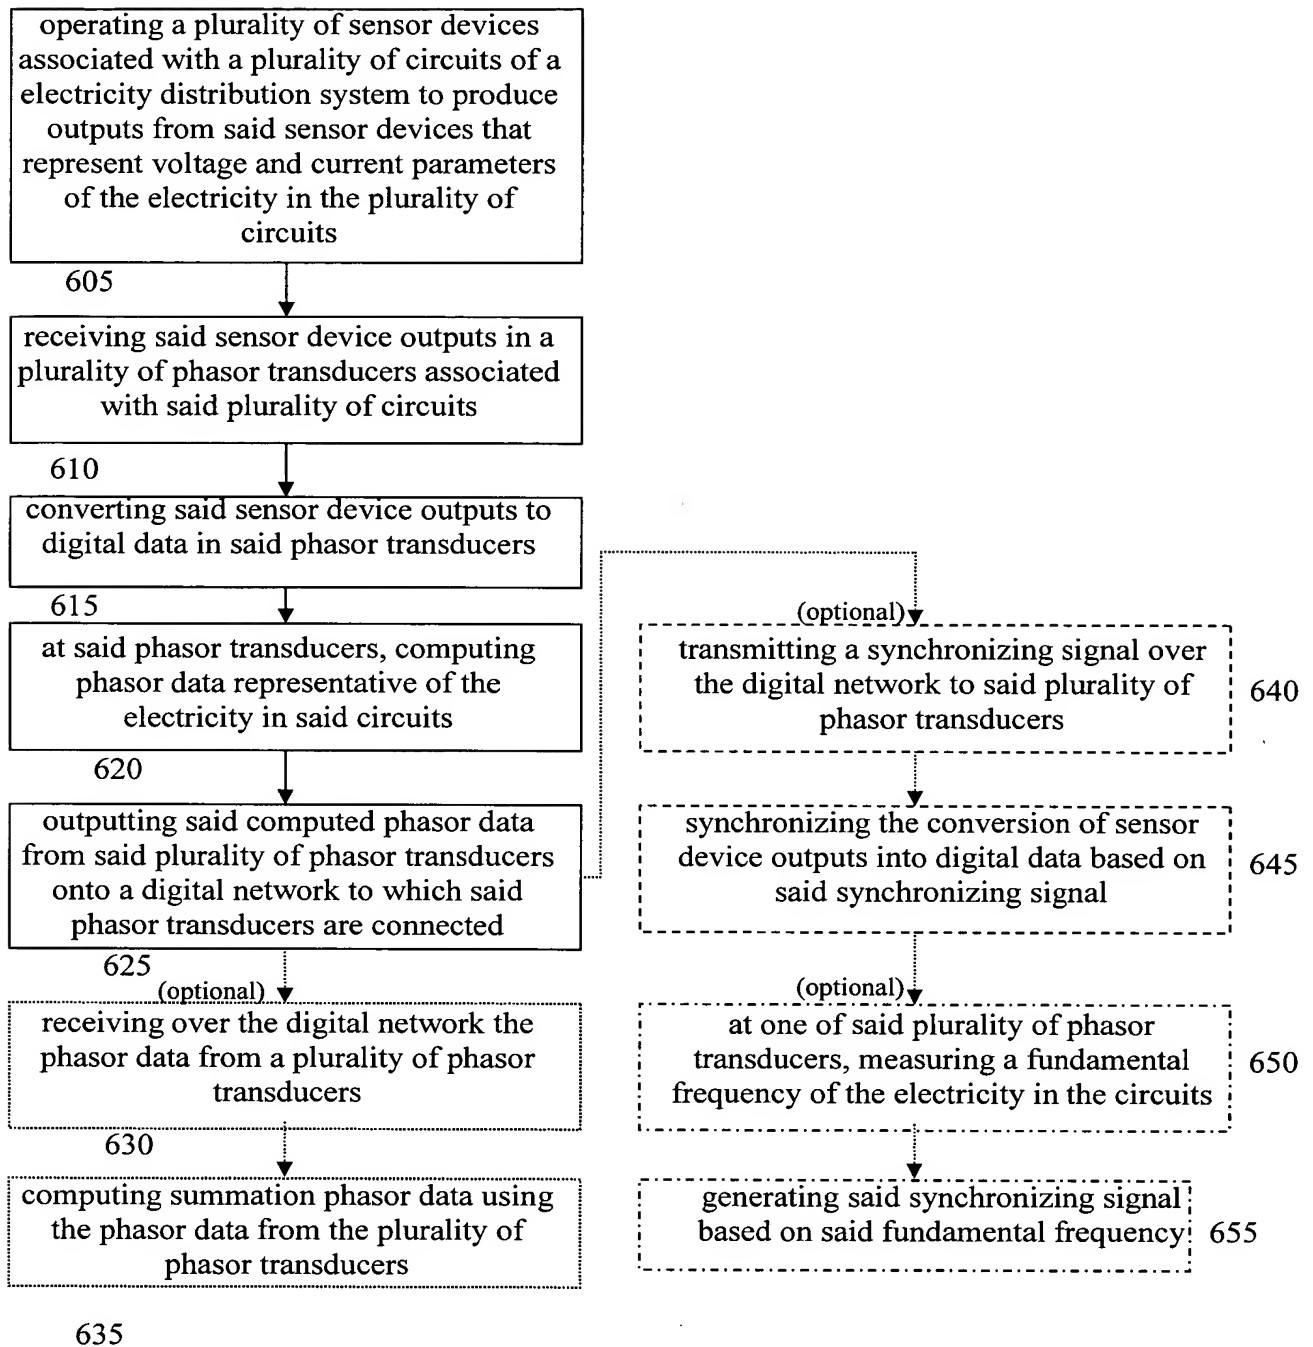 operating a plurality of sensor devices
associated with a plurality of circuits of a
electricity distribution system to produce
outputs from said sensor devices that
represent voltage and current parameters
of the electricity in the plurality of
circuits
605
receiving said sensor device outputs in a
plurality of phasor transducers associated
with said plurality of circuits
610
converting said sensor device outputs to
digital data in said phasor transducers
615
at said phasor transducers, computing
phasor data representative of the
electricity in said circuits
620
outputting said computed phasor data
from said plurality of phasor transducers
onto a digital network to which said
phasor transducers are connected
625
(optional)
receiving over the digital network the
phasor data from a plurality of phasor
transducers
630
computing summation phasor data using
the phasor data from the plurality of
phasor transducers
635
(optional)
transmitting a synchronizing signal over
the digital network to said plurality of
phasor transducers
640
synchronizing the conversion of sensor
device outputs into digital data based on
said synchronizing signal
645
(optional)
at one of said plurality of phasor
transducers, measuring a fundamental
frequency of the electricity in the circuits
650
generating said synchronizing signal
based on said fundamental frequency
655